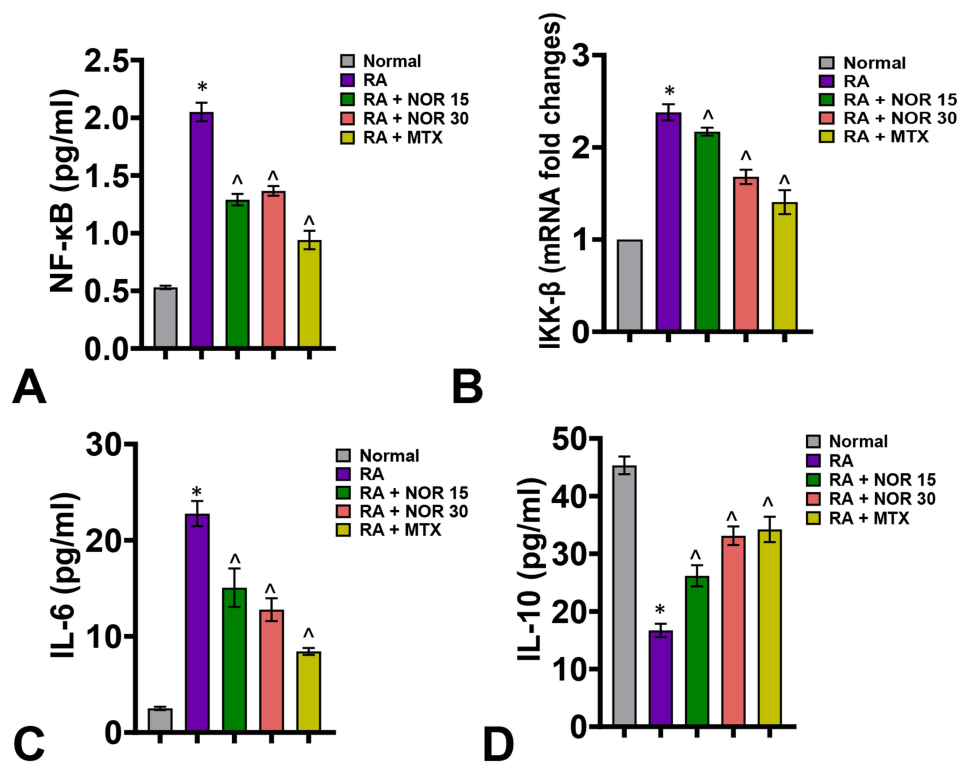 NF-κB (pg/ml)
2.5
2.0
1.5
1.0
0.5
0.0
*
^
^
^
Normal
RA
RA + NOR 15
RA + NOR 30
RA + MTX
A
IKK-β (mRNA fold changes)
3
2
1
0
*
^
^
^
Normal
RA
RA + NOR 15
RA + NOR 30
RA + MTX
B
IL-6 (pg/ml)
30
20
10
0
*
^
^
^
Normal
RA
RA + NOR 15
RA + NOR 30
RA + MTX
C
IL-10 (pg/ml)
50
40
30
20
10
0
*
^
^
^
Normal
RA
RA + NOR 15
RA + NOR 30
RA + MTX
D